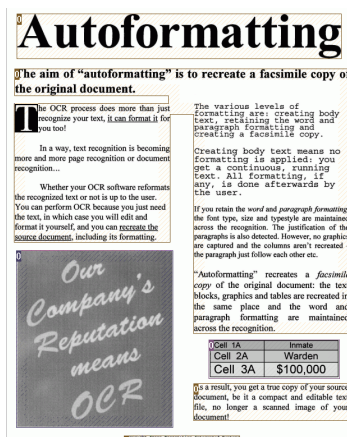 Autoformatting
The aim of "autoformatting" is to recreate a facsimile copy of
the original document.
The OCR process does more than just
recognize your text, it can format it for
you too!
In a way, text recognition is becoming
more and more page recognition or document
recognition...
Whether your OCR software reformats
the recognized text or not is up to the user.
You can perform OCR because you just need
the text, in which case you will edit and
format it yourself, and you can recreate the
source document, including its formatting.
Our
Company's
Reputation
means
OCR
The various levels of
formatting are: creating body
text, retaining the word and
paragraph formatting and
creating a facsimile copy.
Creating body text means no
formatting is applied: you
get a continuous, running
text. All formatting, if
any, is done afterwards by
the user.
If you retain the word and paragraph formatting,
the font type, size and typestyle are maintained
across the recognition. The justification of the
paragraphs is also detected. However, no graphics
are captured and the columns aren't recreated -
the paragraph just follow each other etc.
"Autoformatting" recreates a facsimile
copy of the original document: the text
blocks, graphics and tables are recreated in
the same place and the word and
paragraph formatting are maintained
across the recognition.
Cell 1A Inmate
Cell 2A Warden
Cell 3A $100,000
As a result, you get a true copy of your source
document, be it a compact and editable text
file, no longer a scanned image of your
document!